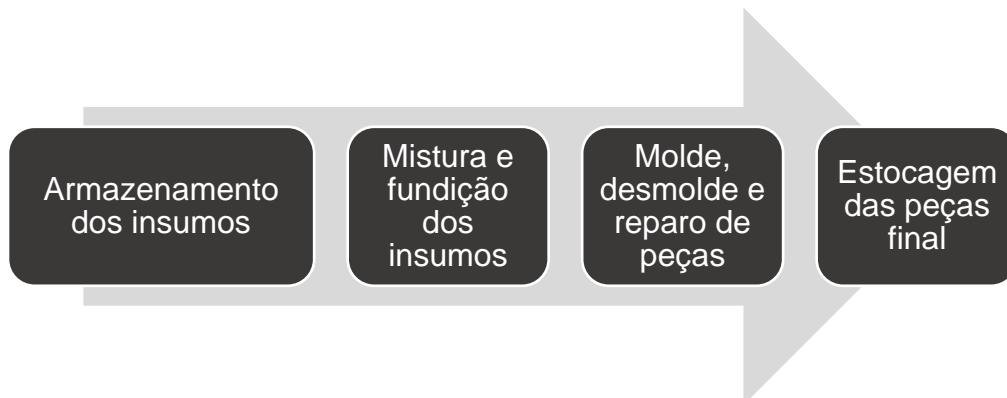 Armazenamento
dos insumos
Mistura e
fundição
dos
insumos
Molde,
desmolde e
reparo de
peças
Estocagem
das peças
final